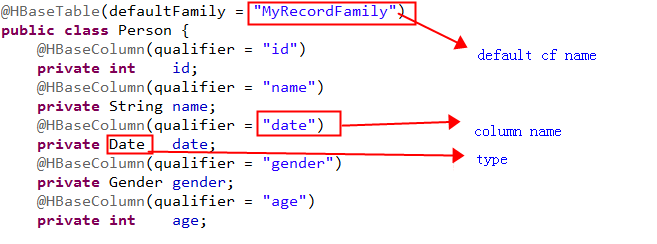 @HBaseTable(defaultFamily = "MyRecordFamily")
public class Person {
default cf name
@HBaseColumn(qualifier = "id")
private int    id;
@HBaseColumn(qualifier = "name")
private String name;
@HBaseColumn(qualifier = "date")
column name
private Date   date;
type
@HBaseColumn(qualifier = "gender")
private Gender gender;
@HBaseColumn(qualifier = "age")
private int    age;